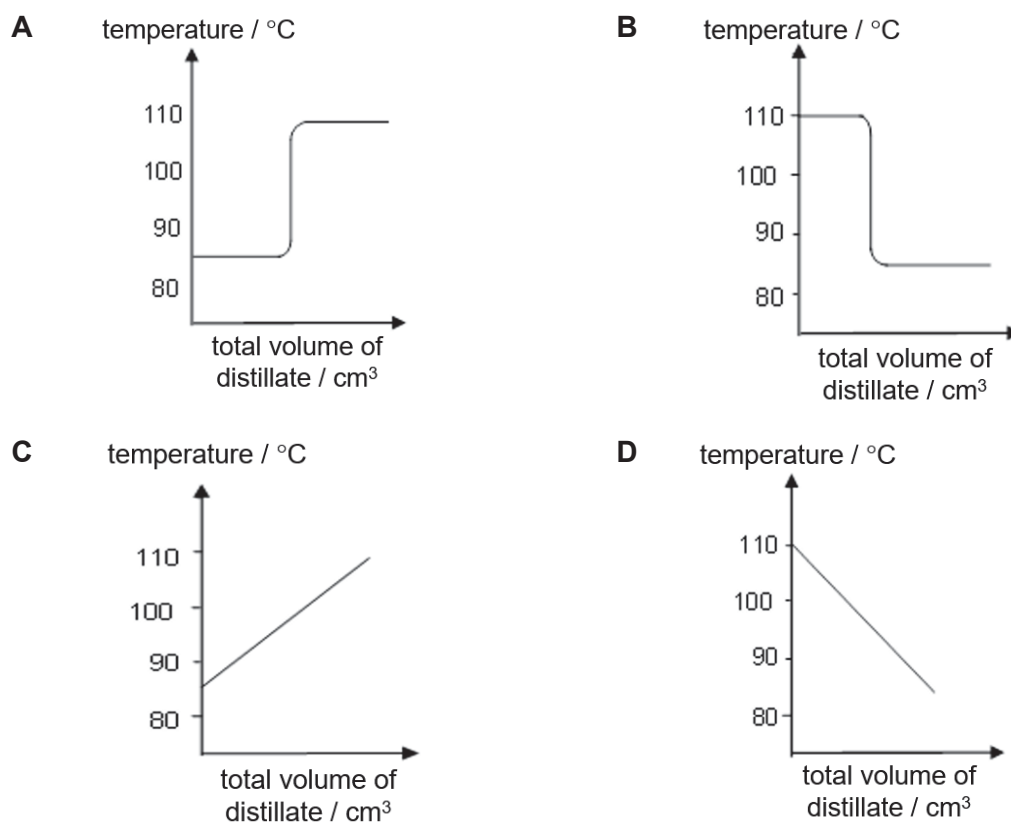 A
temperature / °C
110
100
90
80
total volume of
distillate / cm³
B
temperature / °C
110
100
90
80
total volume of
distillate / cm³
C
temperature / °C
110
100
90
80
total volume of
distillate / cm³
D
temperature / °C
110
100
90
80
total volume of
distillate / cm³